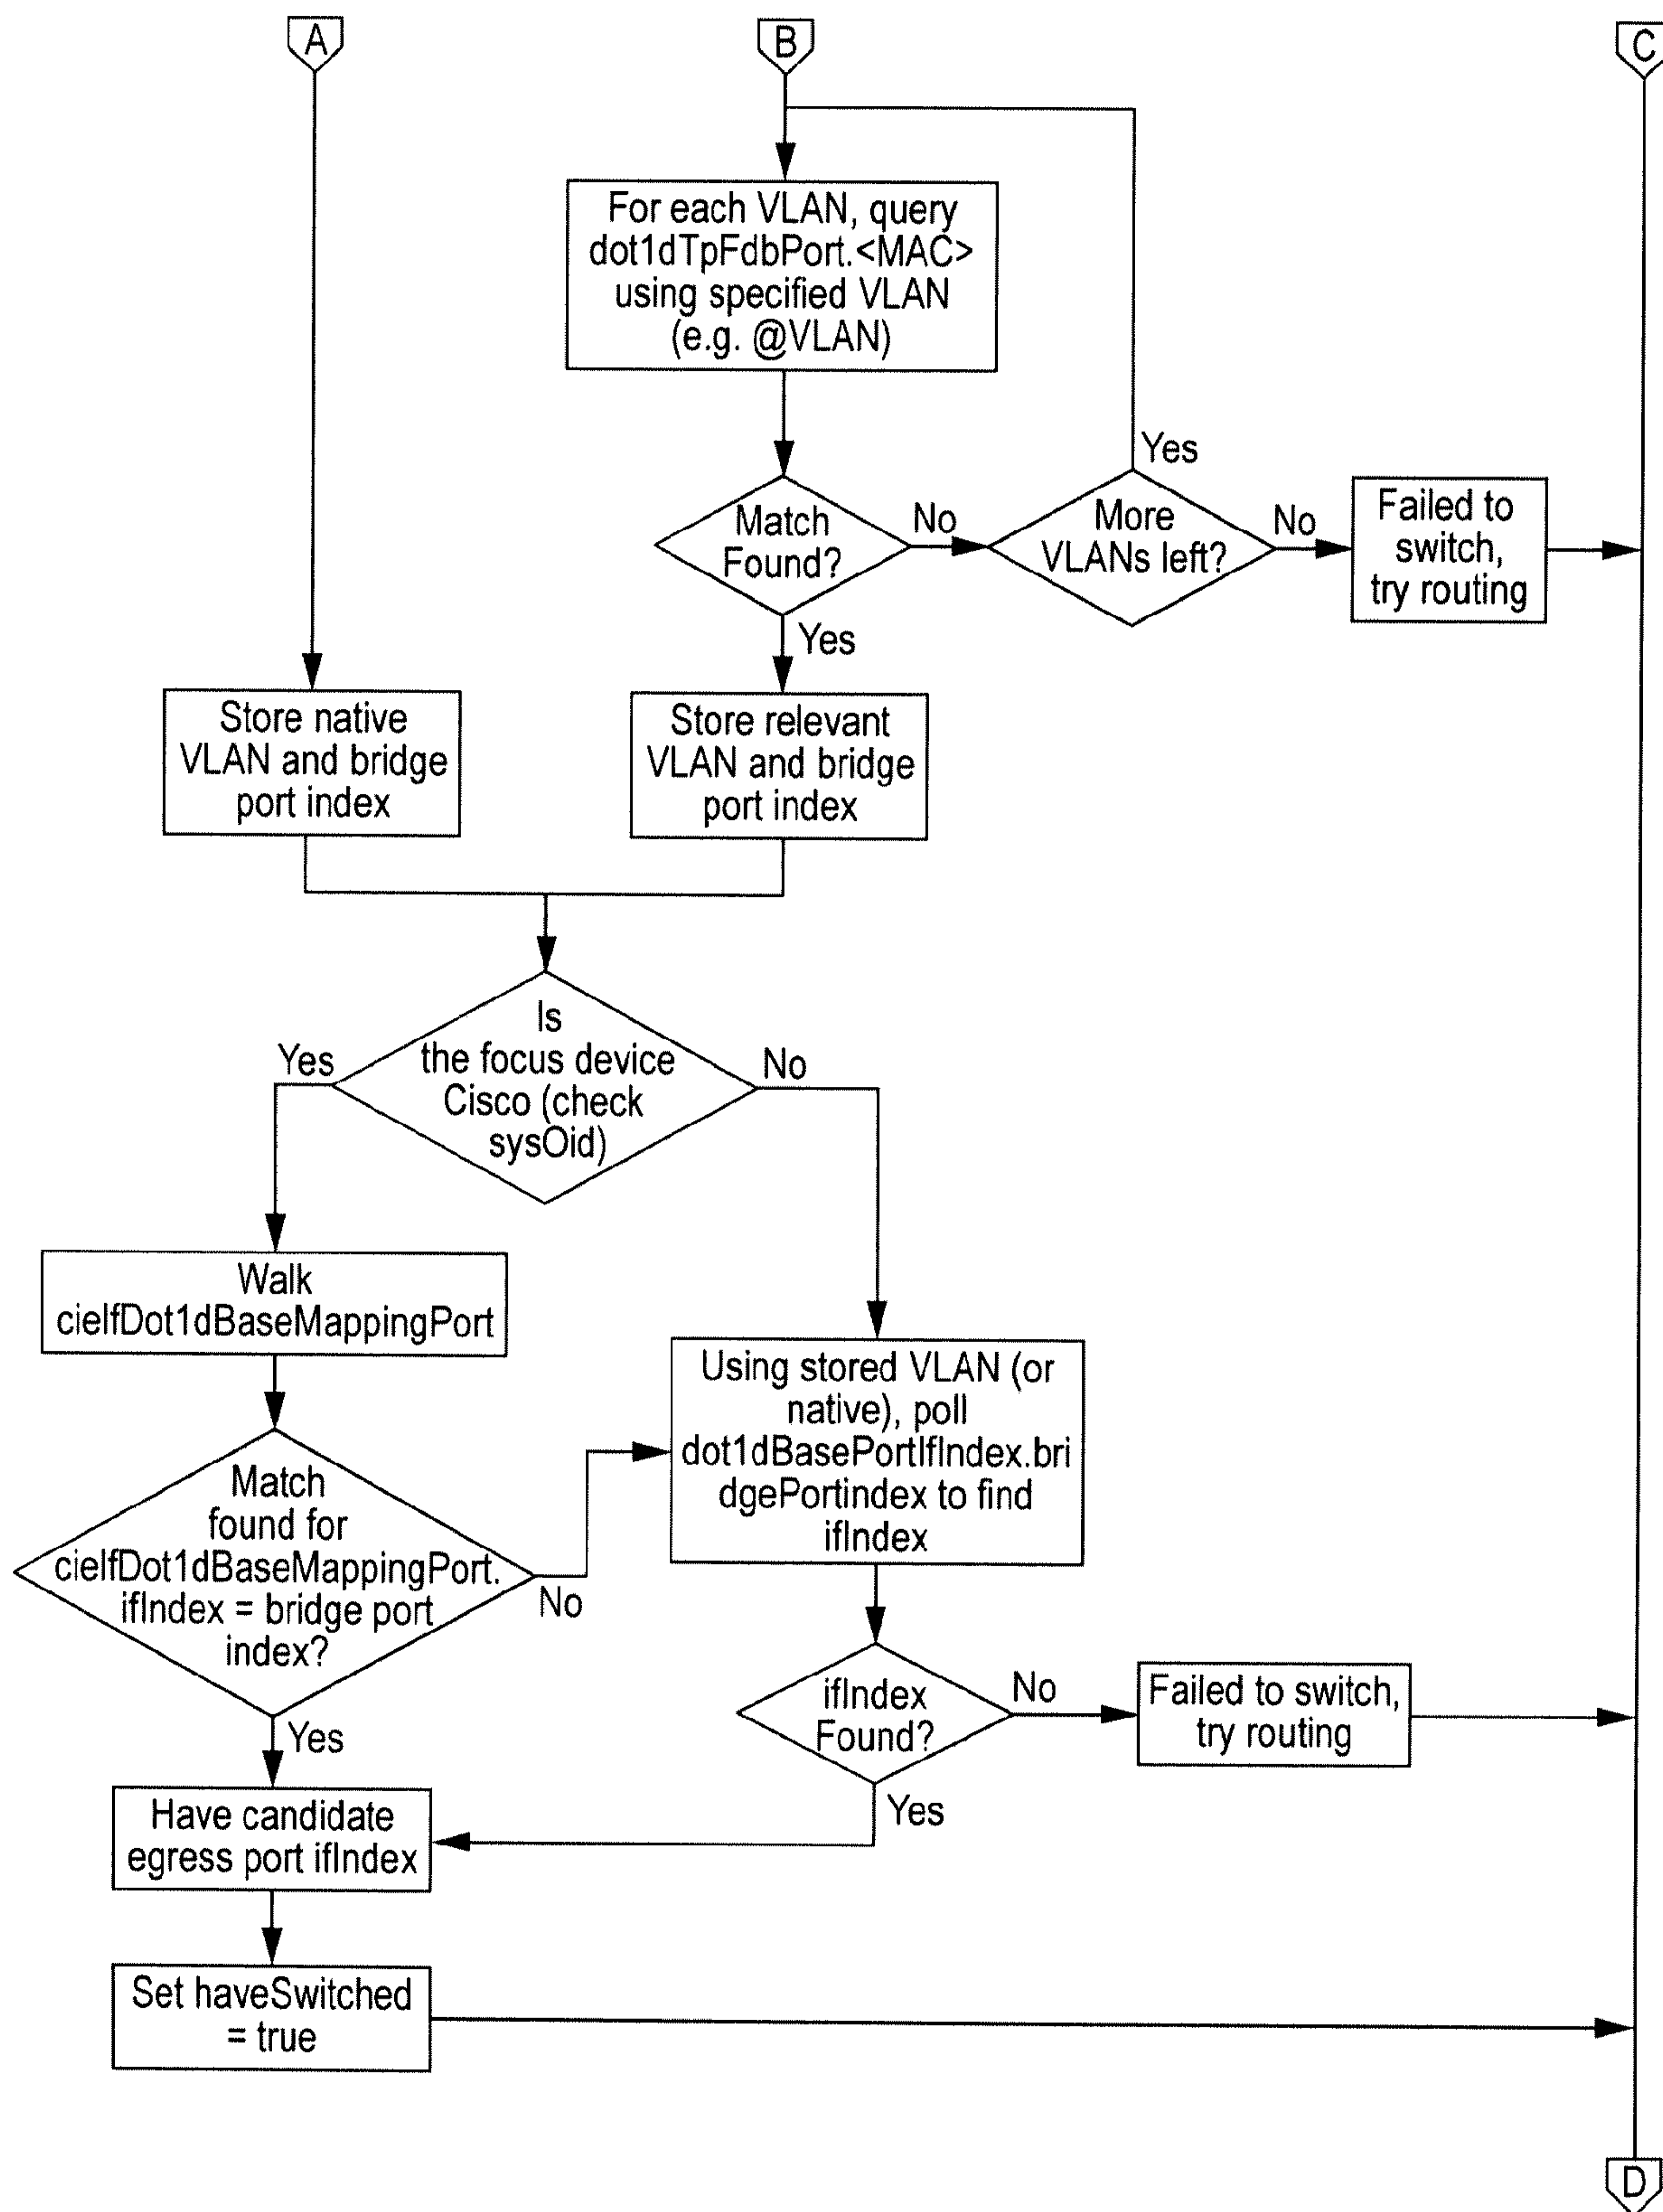 A
B
C
For each VLAN, query
dot1dTpFdbPort.<MAC>
using specified VLAN
(e.g. @VLAN)
Yes
Match
Found?
No
More
VLANs left?
No
Failed to
switch,
try routing
Yes
Store native
VLAN and bridge
port index
Store relevant
VLAN and bridge
port index
Is
the focus device
Cisco (check
sysOid)
Yes
No
Walk
cieIfDot1dBaseMappingPort
Using stored VLAN (or
native), poll
dot1dBasePortIfIndex.bri
dgePortindex to find
ifIndex
Match
found for
cieIfDot1dBaseMappingPort.
ifIndex = bridge port
index?
No
Yes
ifIndex
Found?
No
Failed to switch,
try routing
Yes
Have candidate
egress port ifIndex
Set haveSwitched
= true
D